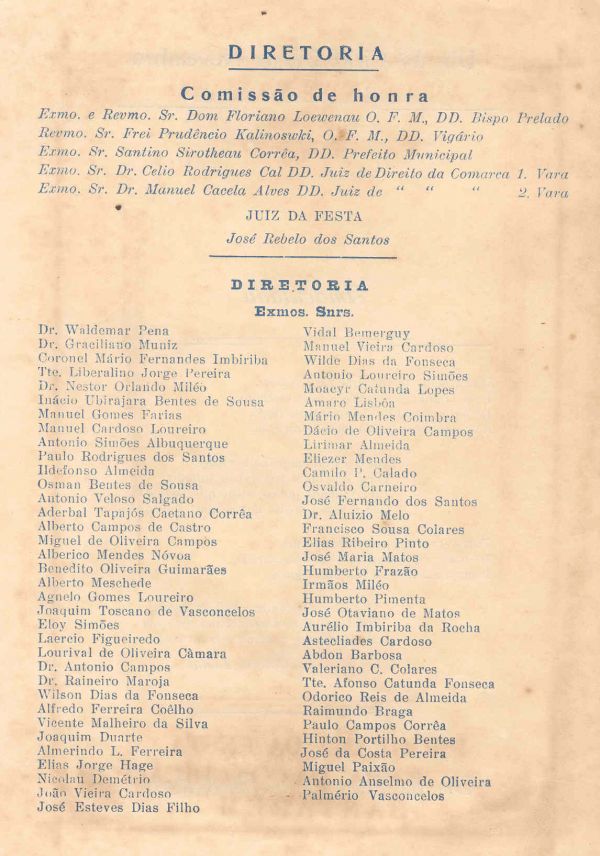 DIRETORIA
Comissão de honra
Exmo. e Revmo. Sr. Dom Floriano Loewenau O. F. M., DD. Bispo Prelado
Revmo. Sr. Frei Prudêncio Kalinoswki, O. F. M., DD. Vigário
Exmo. Sr. Santino Sirotheau Corrêa, DD. Prefeito Municipal
Exmo. Sr. Dr. Celio Rodrigues Cal DD. Juiz de Direito da Comarca 1. Vara
Exmo. Sr. Dr. Manuel Cacela Alves DD. Juiz de “ “ “ 2. Vara
JUIZ DA FESTA
José Rebelo dos Santos
DIRETORIA
Exmos. Snrs.
Dr. Waldemar Pena
Dr. Graciliano Muniz
Coronel Mário Fernandes Imbiriba
Tte. Liberalino Jorge Pereira
Dr. Nestor Orlando Miléo
Inácio Ubirajara Bentes de Sousa
Manuel Gomes Farias
Manuel Cardoso Loureiro
Antonio Simões Albuquerque
Paulo Rodrigues dos Santos
Ildefonso Almeida
Osman Bentes de Sousa
Antonio Veloso Salgado
Aderbal Tapajós Caetano Corrêa
Alberto Campos de Castro
Miguel de Oliveira Campos
Alberico Mendes Nóvoa
Benedito Oliveira Guimarães
Alberto Meschede
Agnelo Gomes Loureiro
Joaquim Toscano de Vasconcelos
Eloy Simões
Laercio Figueiredo
Lourival de Oliveira Câmara
Dr. Antonio Campos
Dr. Raineiro Maroja
Wilson Dias da Fonseca
Alfredo Ferreira Coêlho
Vicente Malheiro da Silva
Joaquim Duarte
Almerindo L. Ferreira
Elias Jorge Hage
Nicolau Demétrio
João Vieira Cardoso
José Esteves Dias Filho
Vidal Bemerguy
Manuel Vieira Cardoso
Wilde Dias da Fonseca
Antonio Loureiro Simões
Moacyr Catunda Lopes
Amaro Lisbôa
Mário Mendes Coimbra
Dácio de Oliveira Campos
Lirimar Almeida
Eliezer Mendes
Camilo P. Calado
Osvaldo Carneiro
José Fernando dos Santos
Dr. Aluizio Melo
Francisco Sousa Colares
Elias Ribeiro Pinto
José Maria Matos
Humberto Frazão
Irmãos Miléo
Humberto Pimenta
José Otaviano de Matos
Aurélio Imbiriba da Rocha
Astecliades Cardoso
Abdon Barbosa
Valeriano C. Colares
Tte. Afonso Catunda Fonseca
Odorico Reis de Almeida
Raimundo Braga
Paulo Campos Corrêa
Hinton Portilho Bentes
José da Costa Pereira
Miguel Paixão
Antonio Anselmo de Oliveira
Palmério Vasconcelos